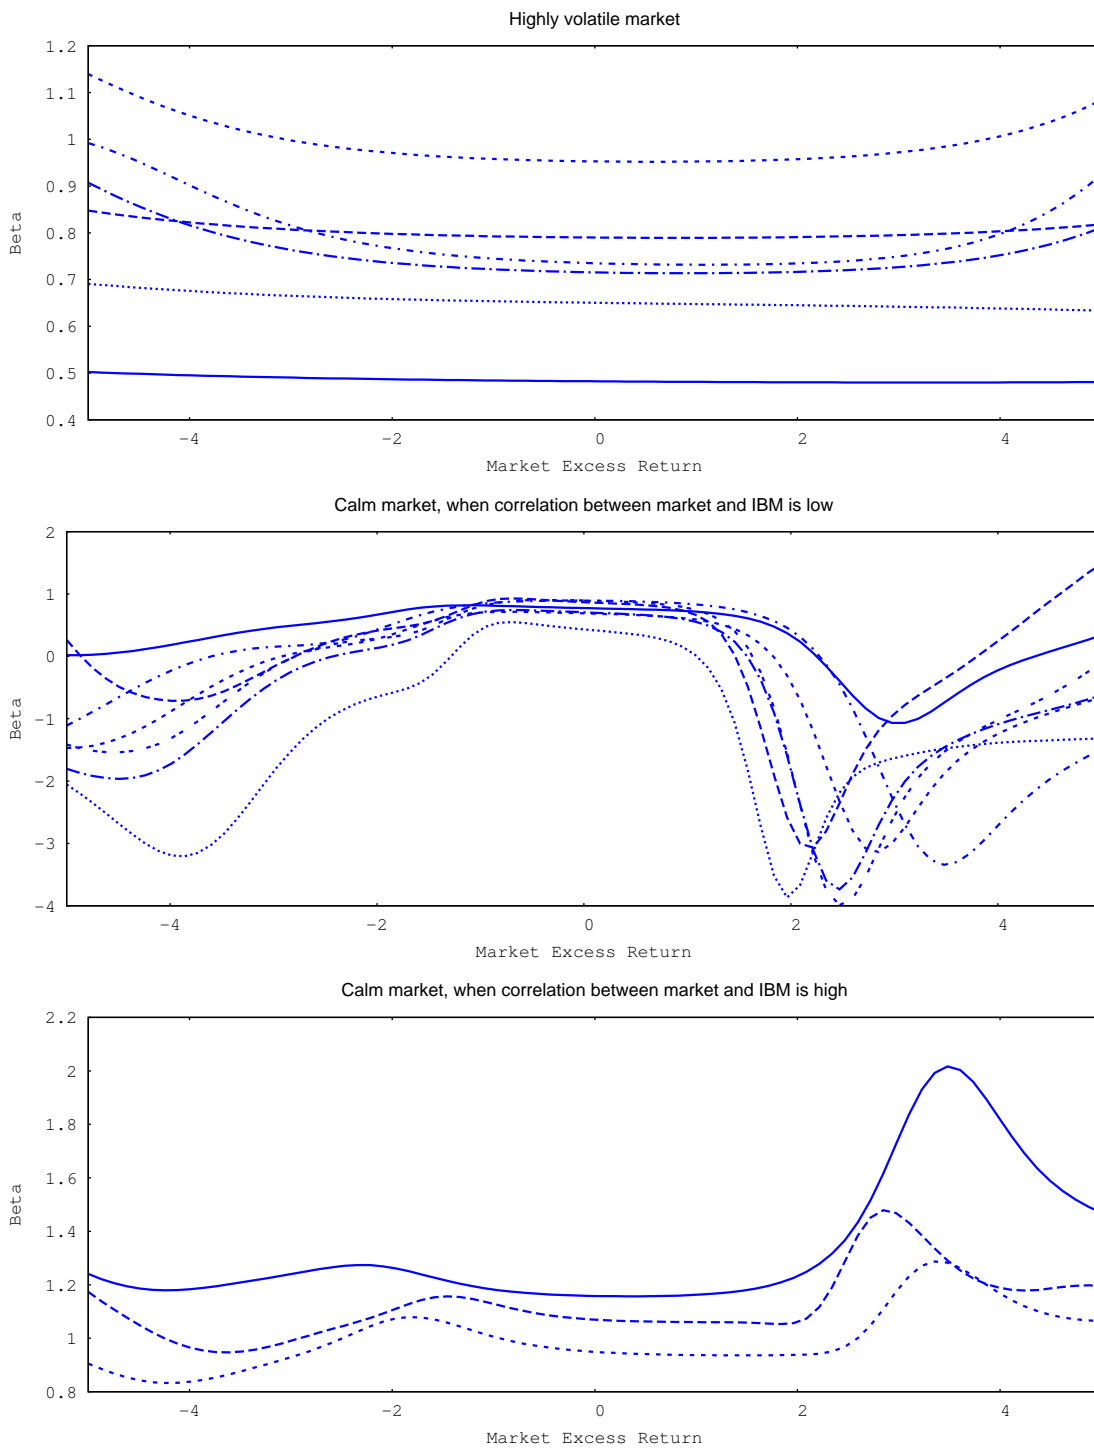 Highly volatile market
1.2
1.1
1
0.9
0.8
0.7
0.6
0.5
0.4
Beta
-4 -2 0 2 4
Market Excess Return
Calm market, when correlation between market and IBM is low
2
1
0
-1
-2
-3
-4
Beta
-4 -2 0 2 4
Market Excess Return
Calm market, when correlation between market and IBM is high
2.2
2
1.8
1.6
1.4
1.2
1
0.8
Beta
-4 -2 0 2 4
Market Excess Return